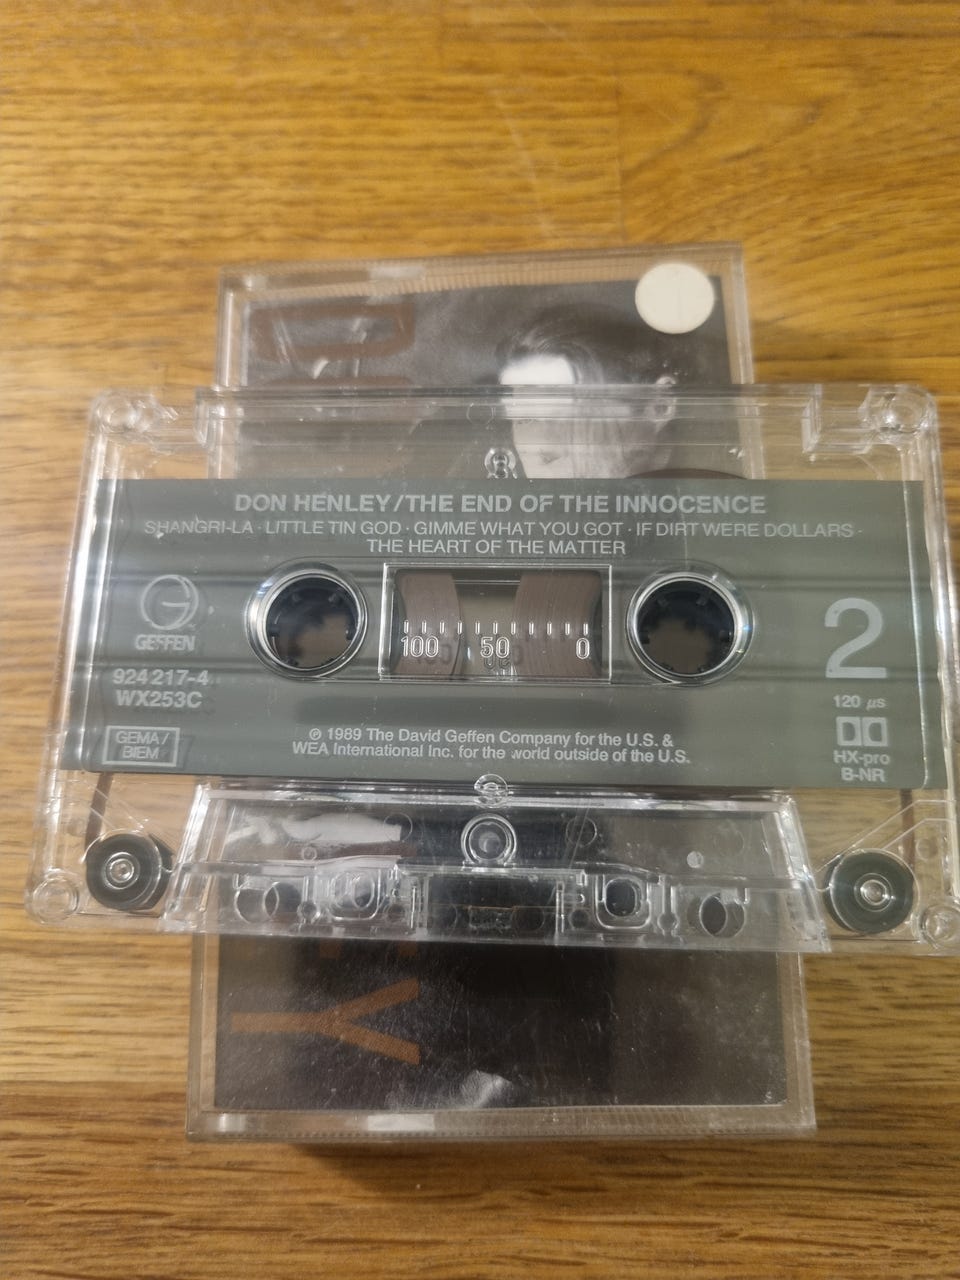 DON HENLEY/THE END OF THE INNOCENCE
SHANGRI-LA · LITTLE TIN GOD · GIMME WHAT YOU GOT · IF DIRT WERE DOLLARS ·
THE HEART OF THE MATTER
GEFFEN
924 217-4
WX253C
GEMA/
BIEM
100 50 0
2
120 µs
HX-pro
B-NR
℗ 1989 The David Geffen Company for the U.S. &
WEA International Inc. for the world outside of the U.S.
D
Y